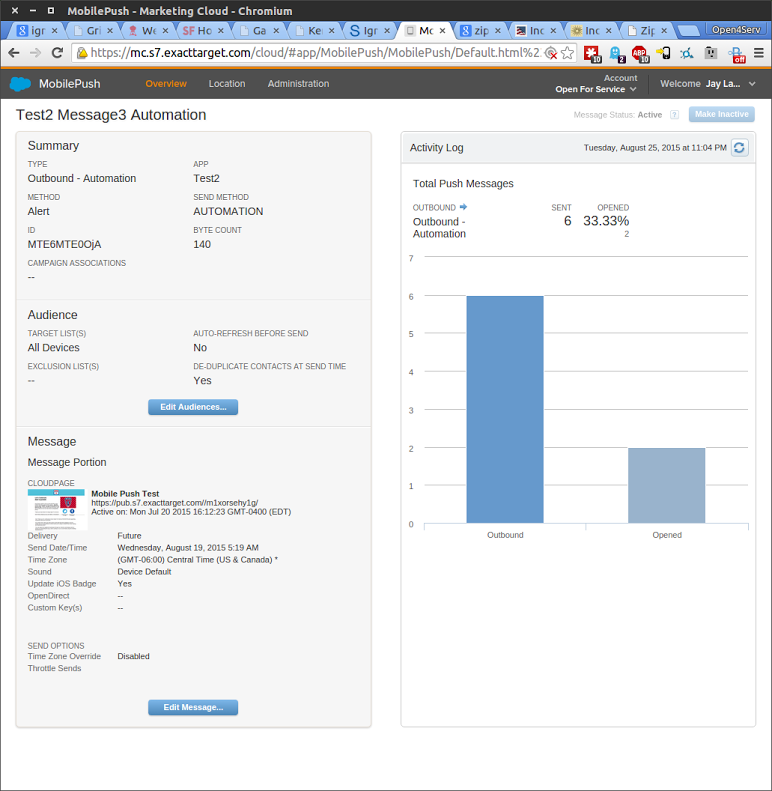 MobilePush - Marketing Cloud - Chromium
igr
Gri
We
SF Ho
Ga
Ke
Igr
Mo
zip
Inc
Inc
Zip
Open4Serv
https://mc.s7.exacttarget.com/cloud/#app/MobilePush/MobilePush/Default.html%2
10
2
ABP
10
off
MobilePush
Overview
Location
Administration
Account
Open For Service
Welcome Jay La...
Test2 Message3 Automation
Message Status: Active ?
Make Inactive
Summary
TYPE
Outbound - Automation
APP
Test2
METHOD
Alert
SEND METHOD
AUTOMATION
ID
MTE6MTE0OjA
BYTE COUNT
140
CAMPAIGN ASSOCIATIONS
--
Audience
TARGET LIST(S)
All Devices
AUTO-REFRESH BEFORE SEND
No
EXCLUSION LIST(S)
--
DE-DUPLICATE CONTACTS AT SEND TIME
Yes
Edit Audiences...
Message
Message Portion
CLOUDPAGE
Mobile Push Test
https://pub.s7.exacttarget.com//m1xorsehy1g/
Active on: Mon Jul 20 2015 16:12:23 GMT-0400 (EDT)
Delivery Future
Send Date/Time Wednesday, August 19, 2015 5:19 AM
Time Zone (GMT-06:00) Central Time (US & Canada) *
Sound Device Default
Update iOS Badge Yes
OpenDirect --
Custom Key(s) --
SEND OPTIONS
Time Zone Override Disabled
Throttle Sends
Edit Message...
Activity Log
Tuesday, August 25, 2015 at 11:04 PM
Total Push Messages
OUTBOUND SENT OPENED
Outbound - Automation 6 33.33%
2
7
6
5
4
3
2
1
0
Outbound
Opened